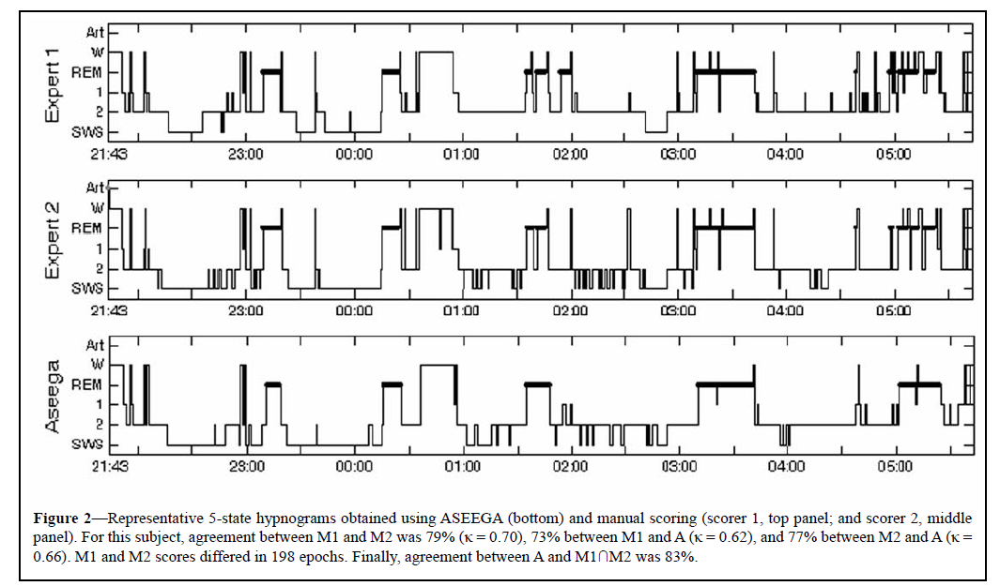 Expert 1
Art
W
REM
1
2
SWS
21:43 23:00 00:00 01:00 02:00 03:00 04:00 05:00
Expert 2
Art
W
REM
1
2
SWS
21:43 23:00 00:00 01:00 02:00 03:00 04:00 05:00
Aseega
Art
W
REM
1
2
SWS
21:43 23:00 00:00 01:00 02:00 03:00 04:00 05:00
Figure 2—Representative 5-state hypnograms obtained using ASEEGA (bottom) and manual scoring (scorer 1, top panel; and scorer 2, middle
panel). For this subject, agreement between M1 and M2 was 79% (κ = 0.70), 73% between M1 and A (κ = 0.62), and 77% between M2 and A (κ =
0.66). M1 and M2 scores differed in 198 epochs. Finally, agreement between A and M1∩M2 was 83%.